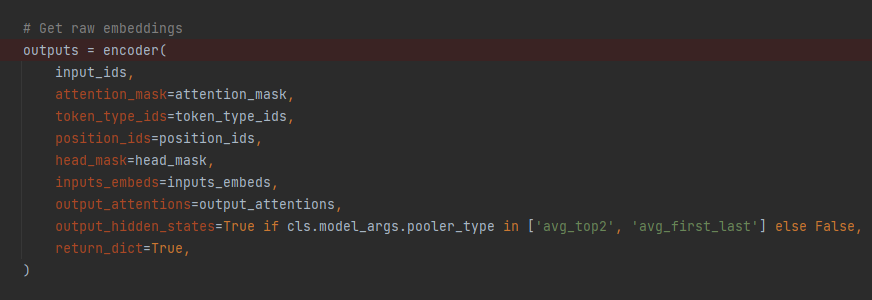 # Get raw embeddings
outputs = encoder(
    input_ids,
    attention_mask=attention_mask,
    token_type_ids=token_type_ids,
    position_ids=position_ids,
    head_mask=head_mask,
    inputs_embeds=inputs_embeds,
    output_attentions=output_attentions,
    output_hidden_states=True if cls.model_args.pooler_type in ['avg_top2', 'avg_first_last'] else False,
    return_dict=True,
)